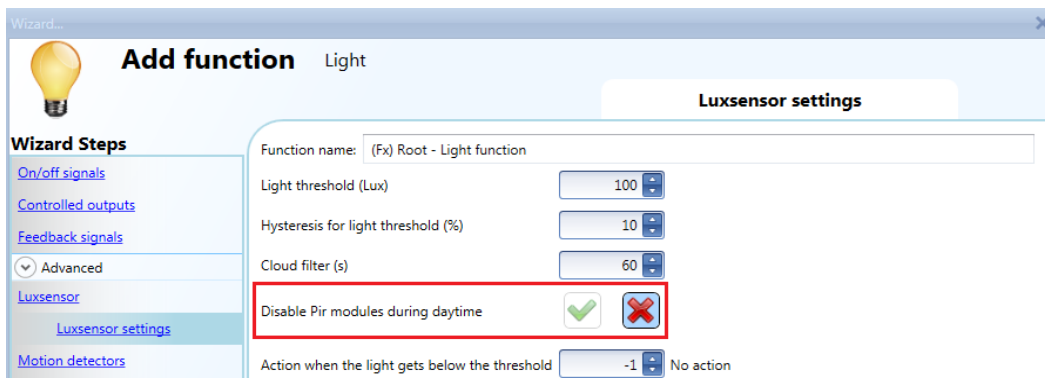 Wizard...
Add function Light
Luxsensor settings
Wizard Steps
On/off signals
Controlled outputs
Feedback signals
Advanced
Luxsensor
Luxsensor settings
Motion detectors
Function name: (Fx) Root - Light function
Light threshold (Lux) 100
Hysteresis for light threshold (%) 10
Cloud filter (s) 60
Disable Pir modules during daytime
Action when the light gets below the threshold -1 No action